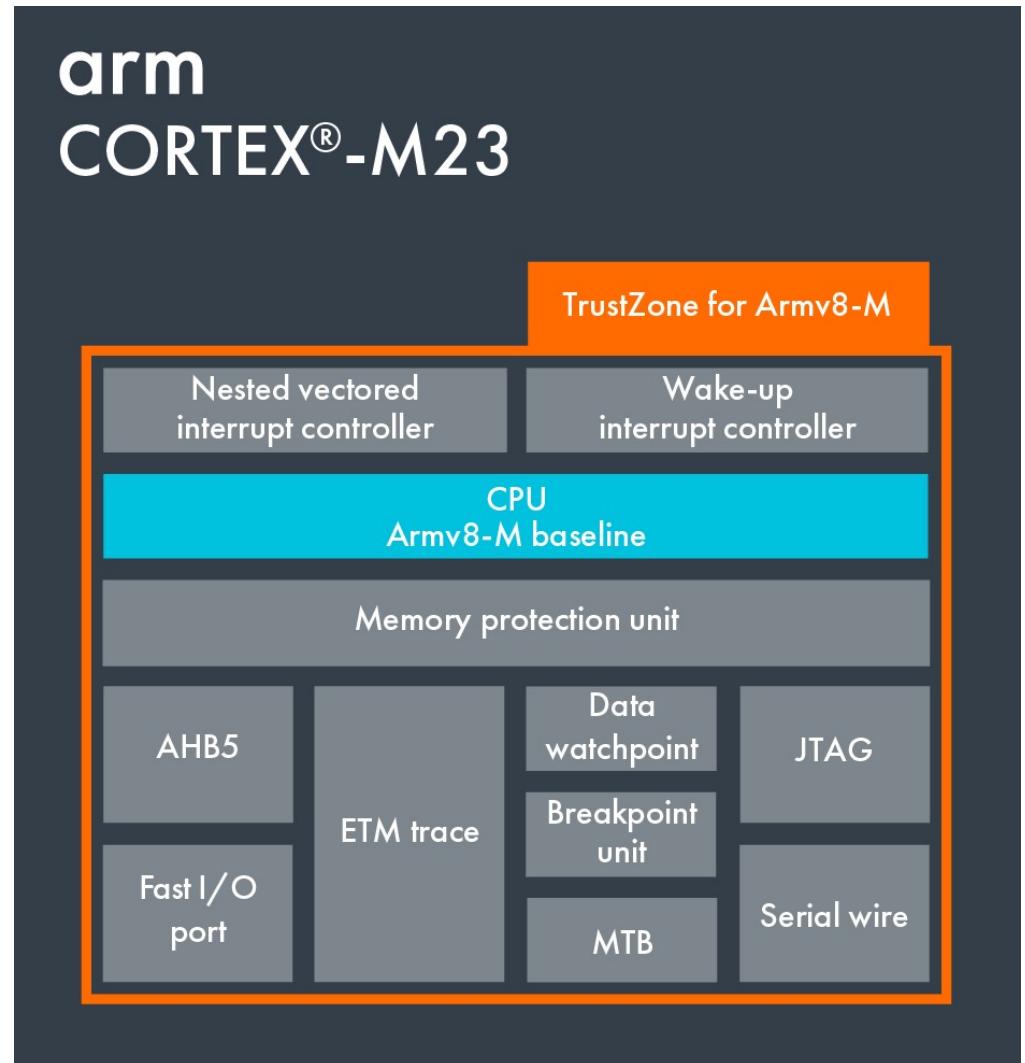 arm
CORTEX®-M23
TrustZone for Armv8-M
Nested vectored
interrupt controller
Wake-up
interrupt controller
CPU
Armv8-M baseline
Memory protection unit
AHB5
Fast I/O
port
ETM trace
Data
watchpoint
Breakpoint
unit
MTB
JTAG
Serial wire